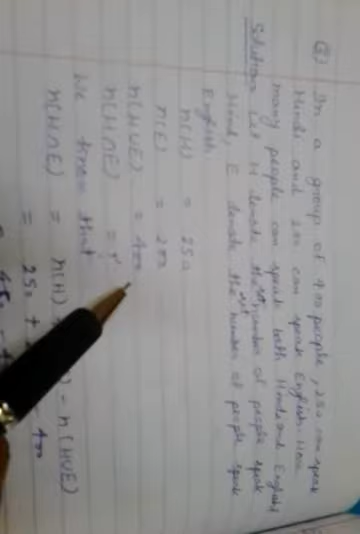 Q) In a group of 400 people, 250 can speak
Hindi and 200 can speak English. How
many people can speak both Hindi and English
Solution: Let H denote the set number of people speak
Hindi, E denote the set number of people speak
English.
n(H) = 250
n(E) = 200
n(HUE) = 400
n(H∩E) = ?
We know that
n(H∩E) = n(H) ) - n(HUE)
= 250 + - 400